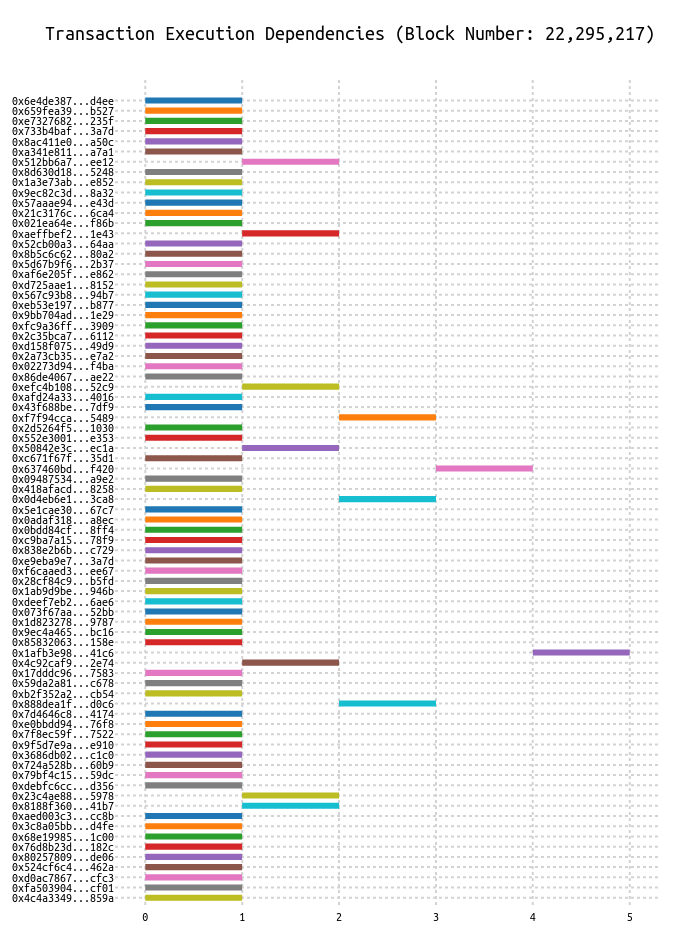 Transaction Execution Dependencies (Block Number: 22,295,217)
0x6e4de387...d4ee
0x659fea39...b527
0xe7327682...235f
0x733b4baf...3a7d
0x8ac411e0...a50c
0xa341e811...a7a1
0x512bb6a7...ee12
0x8d630d18...5248
0x1a3e73ab...e852
0x9ec82c3d...8a32
0x57aaae94...e43d
0x21c3176c...6ca4
0x021ea64e...f86b
0xaeffbef2...1e43
0x52cb00a3...64aa
0x8b5c6c62...80a2
0x5d67b9f6...2b37
0xaf6e205f...e862
0xd725aae1...8152
0x567c93b8...94b7
0xeb53e197...b877
0x9bb704ad...1e29
0xfc9a36ff...3909
0x2c35bca7...6112
0xd158f075...49d9
0x2a73cb35...e7a2
0x02273d94...f4ba
0x86de4067...ae22
0xefc4b108...52c9
0xafd24a33...4016
0x43f688be...7df9
0xf7f94cca...5489
0x2d5264f5...1030
0x552e3001...e353
0x50842e3c...ec1a
0xc671f67f...35d1
0x637460bd...f420
0x09487534...a9e2
0x418afacd...8258
0x0d4eb6e1...3ca8
0x5e1cae30...67c7
0x0adaf318...a8ec
0x0bdd84cf...8ff4
0xc9ba7a15...78f9
0x838e2b6b...c729
0xe9eba9e7...3a7d
0xf6caaed3...ee67
0x28cf84c9...b5fd
0x1ab9d9be...946b
0xdeef7eb2...6ae6
0x073f67aa...52bb
0x1d823278...9787
0x9ec4a465...bc16
0x85832063...158e
0x1afb3e98...41c6
0x4c92caf9...2e74
0x17dddc96...7583
0x59da2a81...c678
0xb2f352a2...cb54
0x888dea1f...d0c6
0x7d4646c8...4174
0xe0bbdd94...76f8
0x7f8ec59f...7522
0x9f5d7e9a...e910
0x3686db02...c1c0
0x724a528b...60b9
0x79bf4c15...59dc
0xdebfc6cc...d356
0x23c4ae88...5978
0x8188f360...41b7
0xaed003c3...cc8b
0x3c8a05bb...d4fe
0x68e19985...1c00
0x76d8b23d...182c
0x80257809...de06
0x524cf6c4...462a
0xd0ac7867...cfc3
0xfa503904...cf01
0x4c4a3349...859a
0 1 2 3 4 5